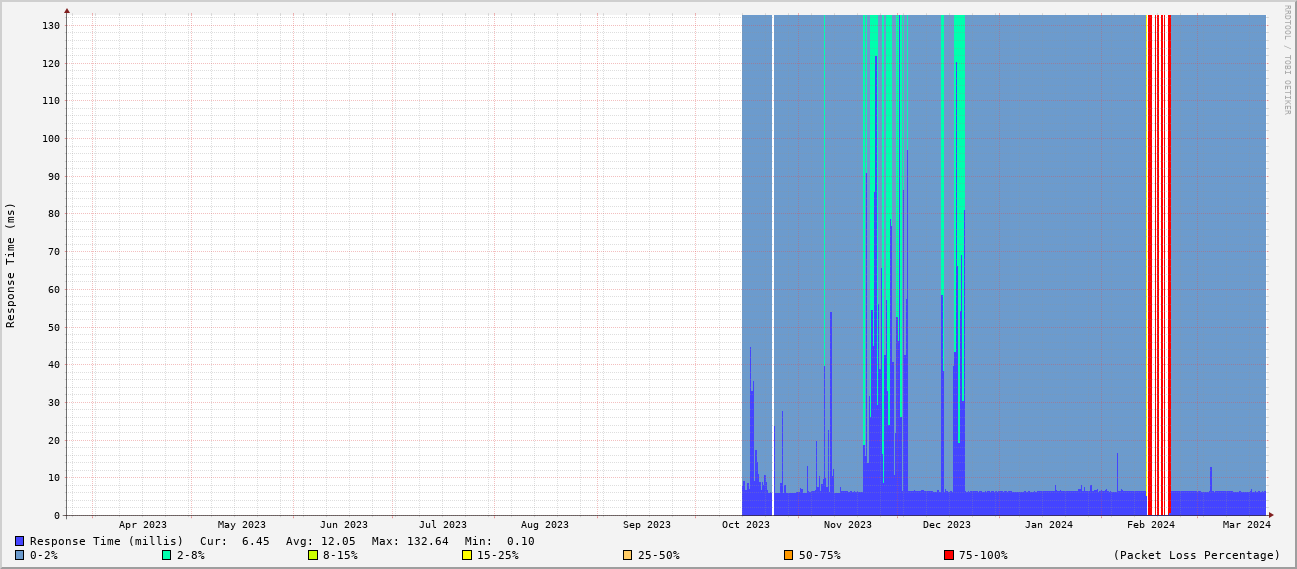 RRDTOOL / TOBI OETIKER
Response Time (ms)
130
120
110
100
90
80
70
60
50
40
30
20
10
0
Apr 2023 May 2023 Jun 2023 Jul 2023 Aug 2023 Sep 2023 Oct 2023 Nov 2023 Dec 2023 Jan 2024 Feb 2024 Mar 2024
Response Time (millis) Cur: 6.45 Avg: 12.05 Max: 132.64 Min: 0.10
0-2% 2-8% 8-15% 15-25% 25-50% 50-75% 75-100% (Packet Loss Percentage)